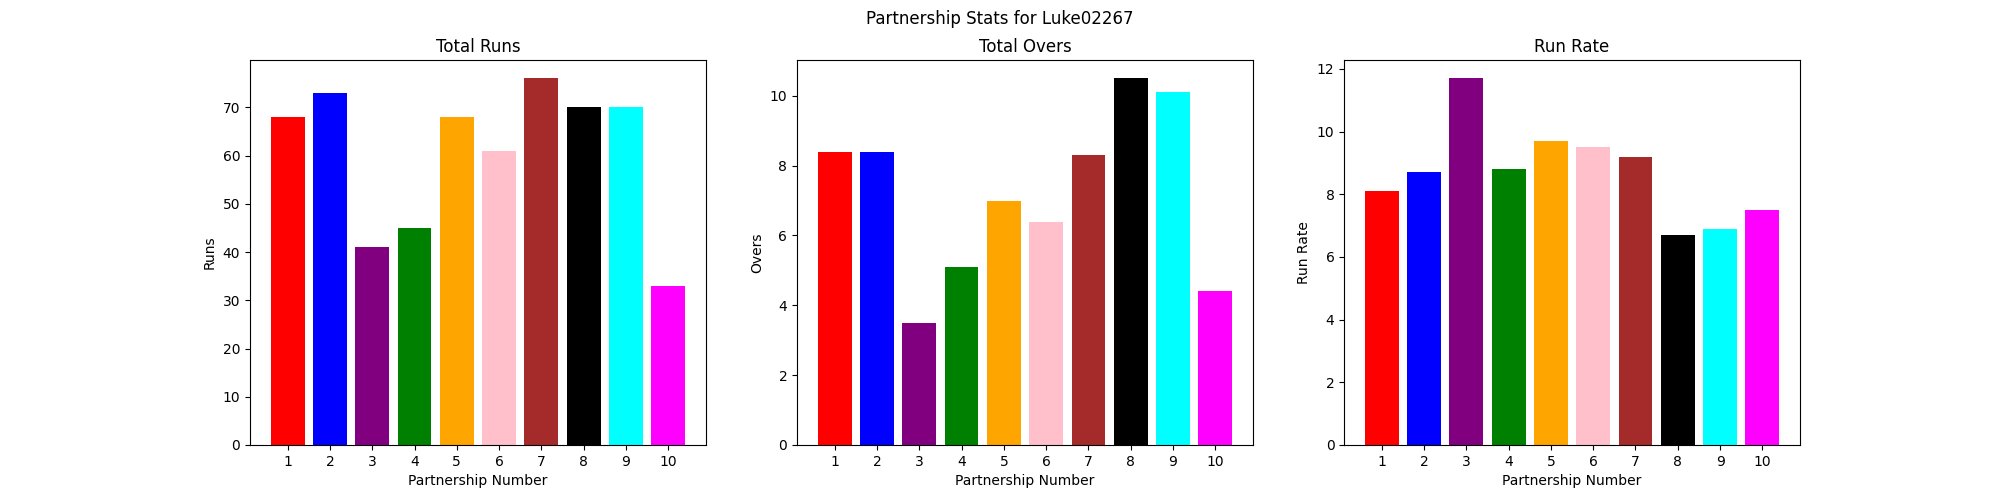 Partnership Stats for Luke02267
Total Runs
Runs
0
10
20
30
40
50
60
70
1 2 3 4 5 6 7 8 9 10
Partnership Number
Total Overs
Overs
0
2
4
6
8
10
1 2 3 4 5 6 7 8 9 10
Partnership Number
Run Rate
Run Rate
0
2
4
6
8
10
12
1 2 3 4 5 6 7 8 9 10
Partnership Number